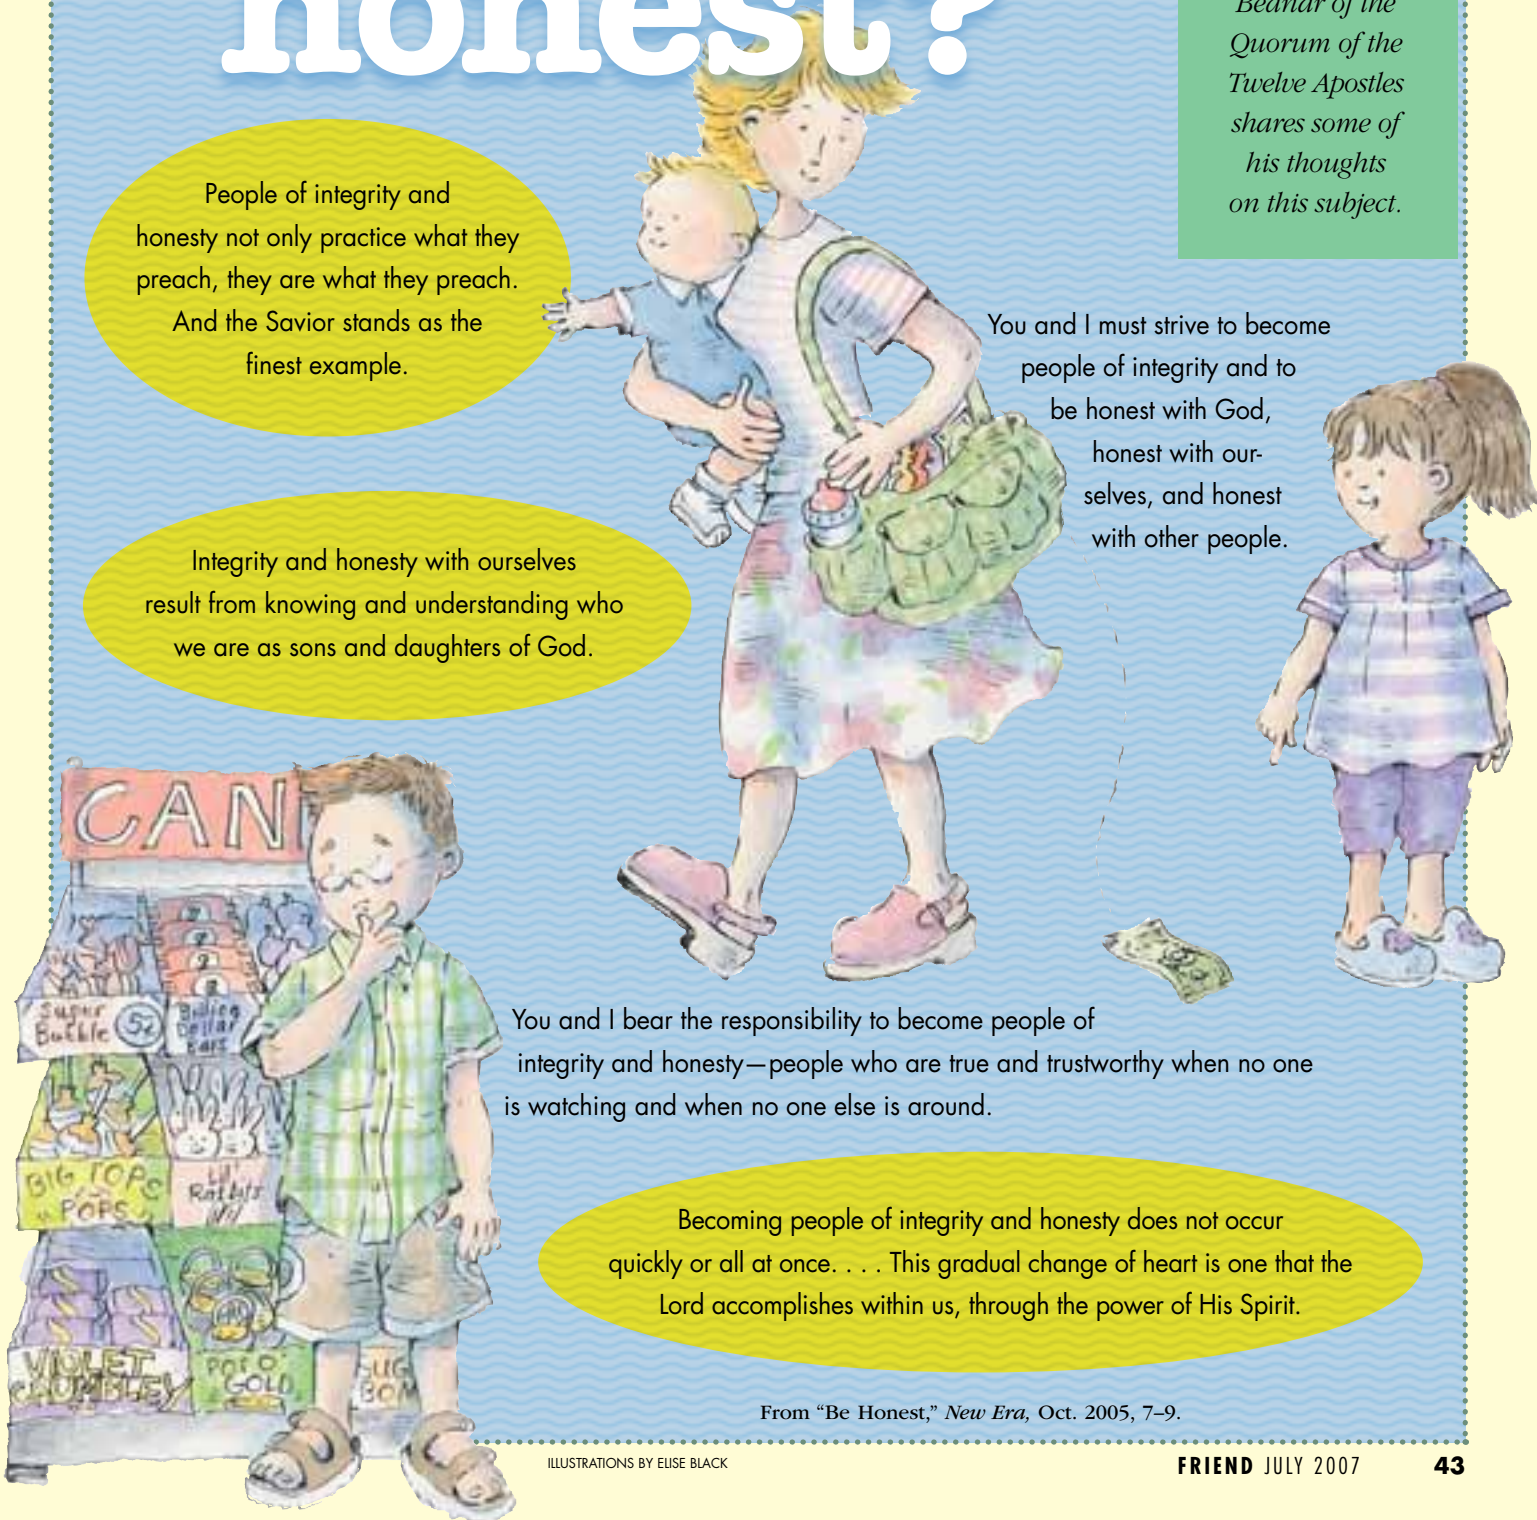 honest?
Bednar of the
Quorum of the
Twelve Apostles
shares some of
his thoughts
on this subject.
People of integrity and
honesty not only practice what they
preach, they are what they preach.
And the Savior stands as the
finest example.
You and I must strive to become
people of integrity and to
be honest with God,
honest with our-
selves, and honest
with other people.
Integrity and honesty with ourselves
result from knowing and understanding who
we are as sons and daughters of God.
CAN
Super
Bubble
5¢
Billion
Dollar
Bars
BIG TOPS
POPS
Lil'
Rabbits
VIOLET
CRUMBLEY
POT O'
GOLD
You and I bear the responsibility to become people of
integrity and honesty—people who are true and trustworthy when no one
is watching and when no one else is around.
Becoming people of integrity and honesty does not occur
quickly or all at once. . . . This gradual change of heart is one that the
Lord accomplishes within us, through the power of His Spirit.
From “Be Honest,” New Era, Oct. 2005, 7–9.
ILLUSTRATIONS BY ELISE BLACK
FRIEND JULY 2007 43